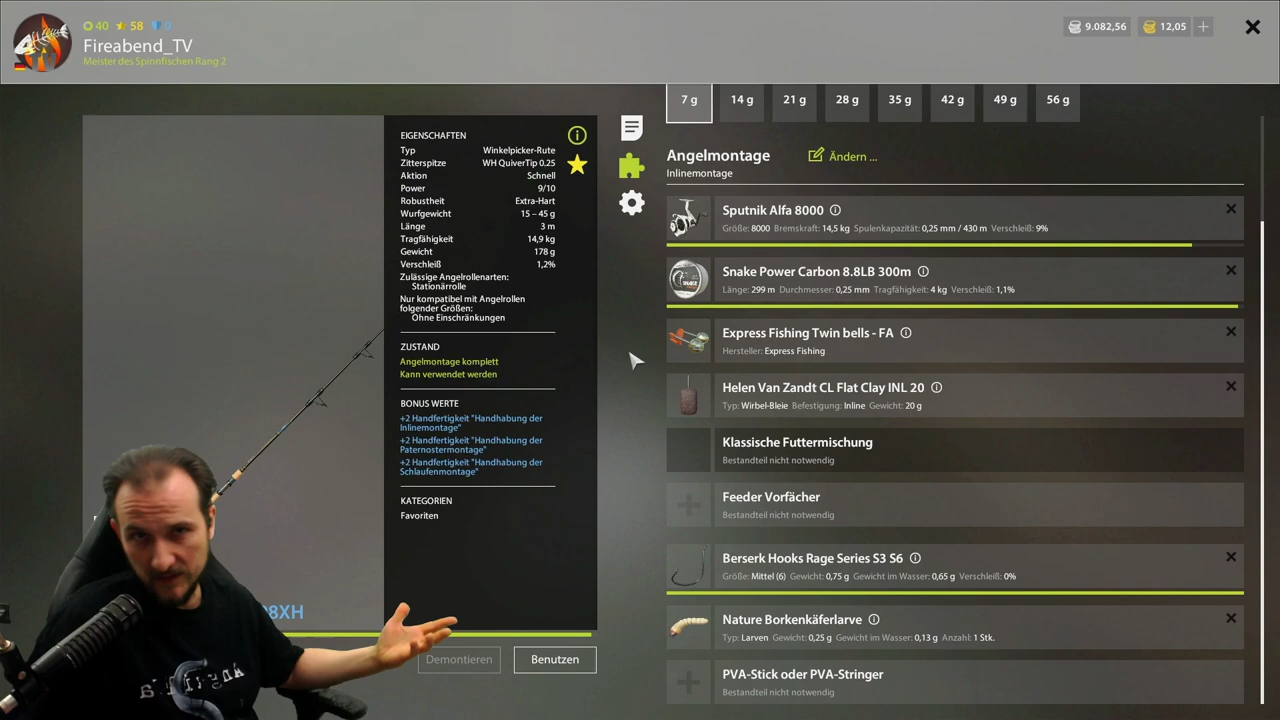 40 58 0
Fireabend_TV
Meister des Spinnfischen Rang 2
9.082,56
12,05
7 g 14 g 21 g 28 g 35 g 42 g 49 g 56 g
EIGENSCHAFTEN
Typ Winkelpicker-Rute
Zitterspitze WH QuiverTip 0.25
Aktion Schnell
Power 9/10
Robustheit Extra-Hart
Wurfgewicht 15 – 45 g
Länge 3 m
Tragfähigkeit 14,9 kg
Gewicht 178 g
Verschleiß 1,2%
Zulässige Angelrollenarten:
Stationärrolle
Nur kompatibel mit Angelrollen
folgender Größen:
Ohne Einschränkungen
ZUSTAND
Angelmontage komplett
Kann verwendet werden
BONUS WERTE
+2 Handfertigkeit "Handhabung der
Inlinemontage"
+2 Handfertigkeit "Handhabung der
Paternostermontage"
+2 Handfertigkeit "Handhabung der
Schlaufenmontage"
KATEGORIEN
Favoriten
8XH
Demontieren
Benutzen
Angelmontage
Ändern ...
Inlinemontage
Sputnik Alfa 8000
Größe: 8000 Bremskraft: 14,5 kg Spulenkapazität: 0,25 mm / 430 m Verschleiß: 9%
Snake Power Carbon 8.8LB 300m
Länge: 299 m Durchmesser: 0,25 mm Tragfähigkeit: 4 kg Verschleiß: 1,1%
Express Fishing Twin bells - FA
Hersteller: Express Fishing
Helen Van Zandt CL Flat Clay INL 20
Typ: Wirbel-Bleie Befestigung: Inline Gewicht: 20 g
Klassische Futtermischung
Bestandteil nicht notwendig
Feeder Vorfächer
Bestandteil nicht notwendig
Berserk Hooks Rage Series S3 S6
Größe: Mittel (6) Gewicht: 0,75 g Gewicht im Wasser: 0,65 g Verschleiß: 0%
Nature Borkenkäferlarve
Typ: Larven Gewicht: 0,25 g Gewicht im Wasser: 0,13 g Anzahl: 1 Stk.
PVA-Stick oder PVA-Stringer
Bestandteil nicht notwendig